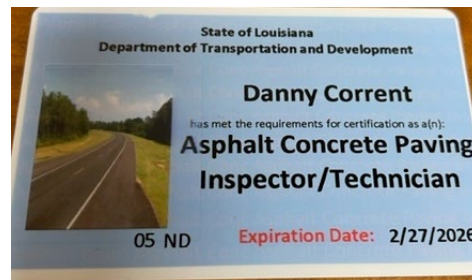 State of Louisiana
Department of Transportation and Development
Danny Corrent
has met the requirements for certification as a(n):
Asphalt Concrete Paving
Inspector/Technician
05 ND Expiration Date: 2/27/2026